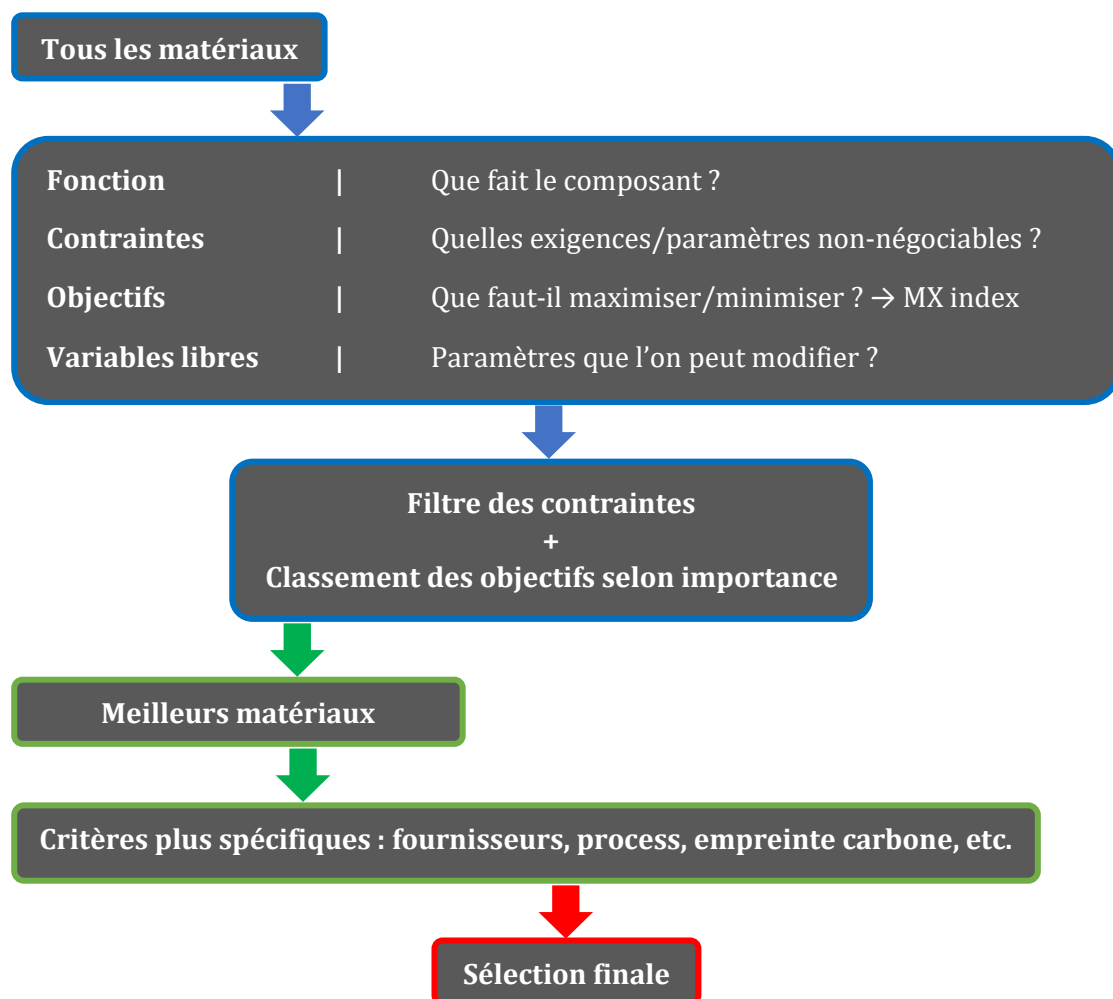 Tous les matériaux
Fonction | Que fait le composant ?
Contraintes | Quelles exigences/paramètres non-négociables ?
Objectifs | Que faut-il maximiser/minimiser ? → MX index
Variables libres | Paramètres que l’on peut modifier ?
Filtre des contraintes
+
Classement des objectifs selon importance
Meilleurs matériaux
Critères plus spécifiques : fournisseurs, process, empreinte carbone, etc.
Sélection finale